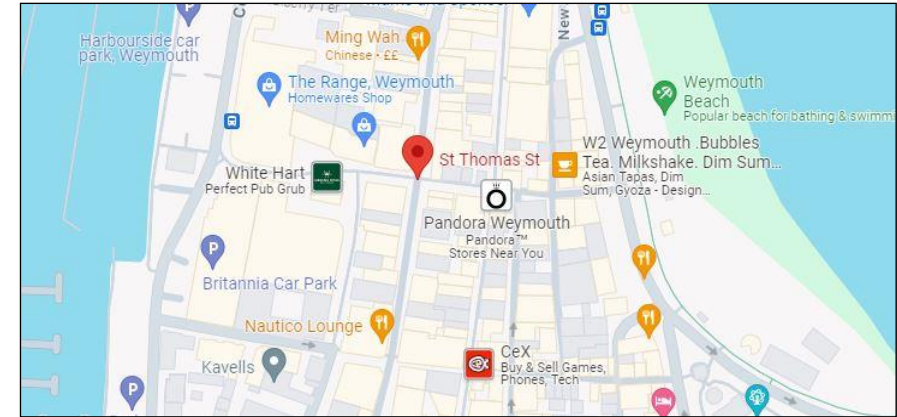 Harbourside car
park, Weymouth
Ming Wah
Chinese - ££
New
The Range, Weymouth
Homewares Shop
Weymouth
Beach
Popular beach for bathing & swimmi
W2 Weymouth .Bubbles
Tea. Milkshake. Dim Sum...
Asian Tapas, Dim
Sum, Gyoza - Design...
St Thomas St
White Hart
Perfect Pub Grub
Pandora Weymouth
Pandora™
Stores Near You
Britannia Car Park
Nautico Lounge
Kavells
CeX
Buy & Sell Games,
Phones, Tech
P
P
P